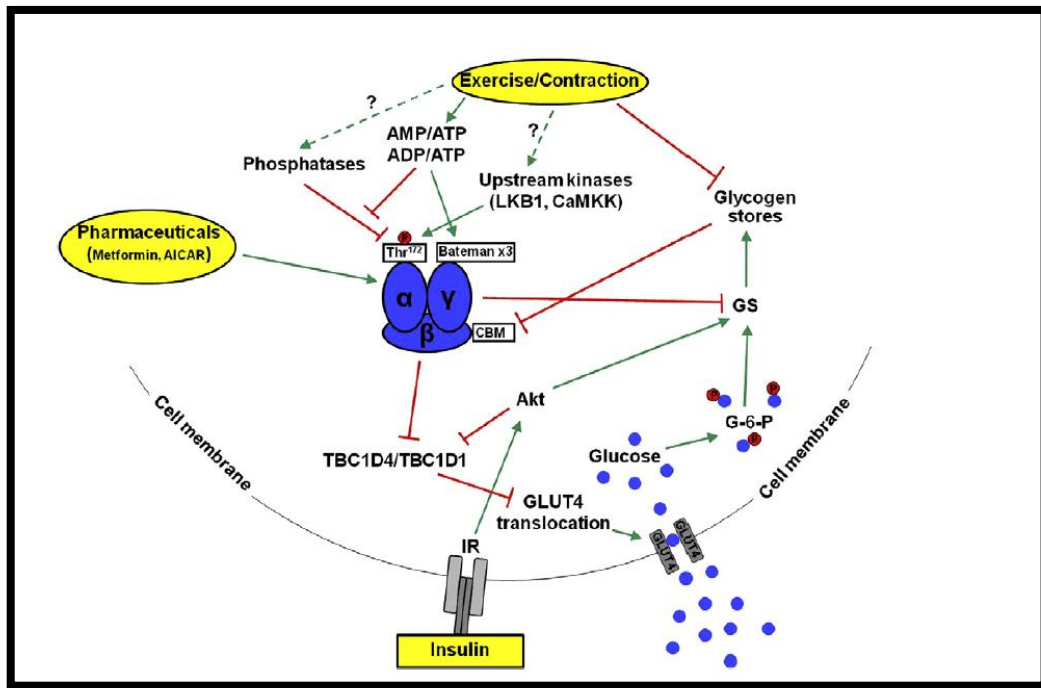 Exercise/Contraction
?
AMP/ATP
ADP/ATP
?
Phosphatases
Upstream kinases
(LKB1, CaMKK)
Glycogen
stores
Pharmaceuticals
(Metformin, AICAR)
P
Thr172
Bateman x3
α
γ
β
CBM
GS
Akt
Cell membrane
P
P
G-6-P
P
Glucose
Cell membrane
TBC1D4/TBC1D1
GLUT4
translocation
GLUT4
GLUT4
IR
Insulin